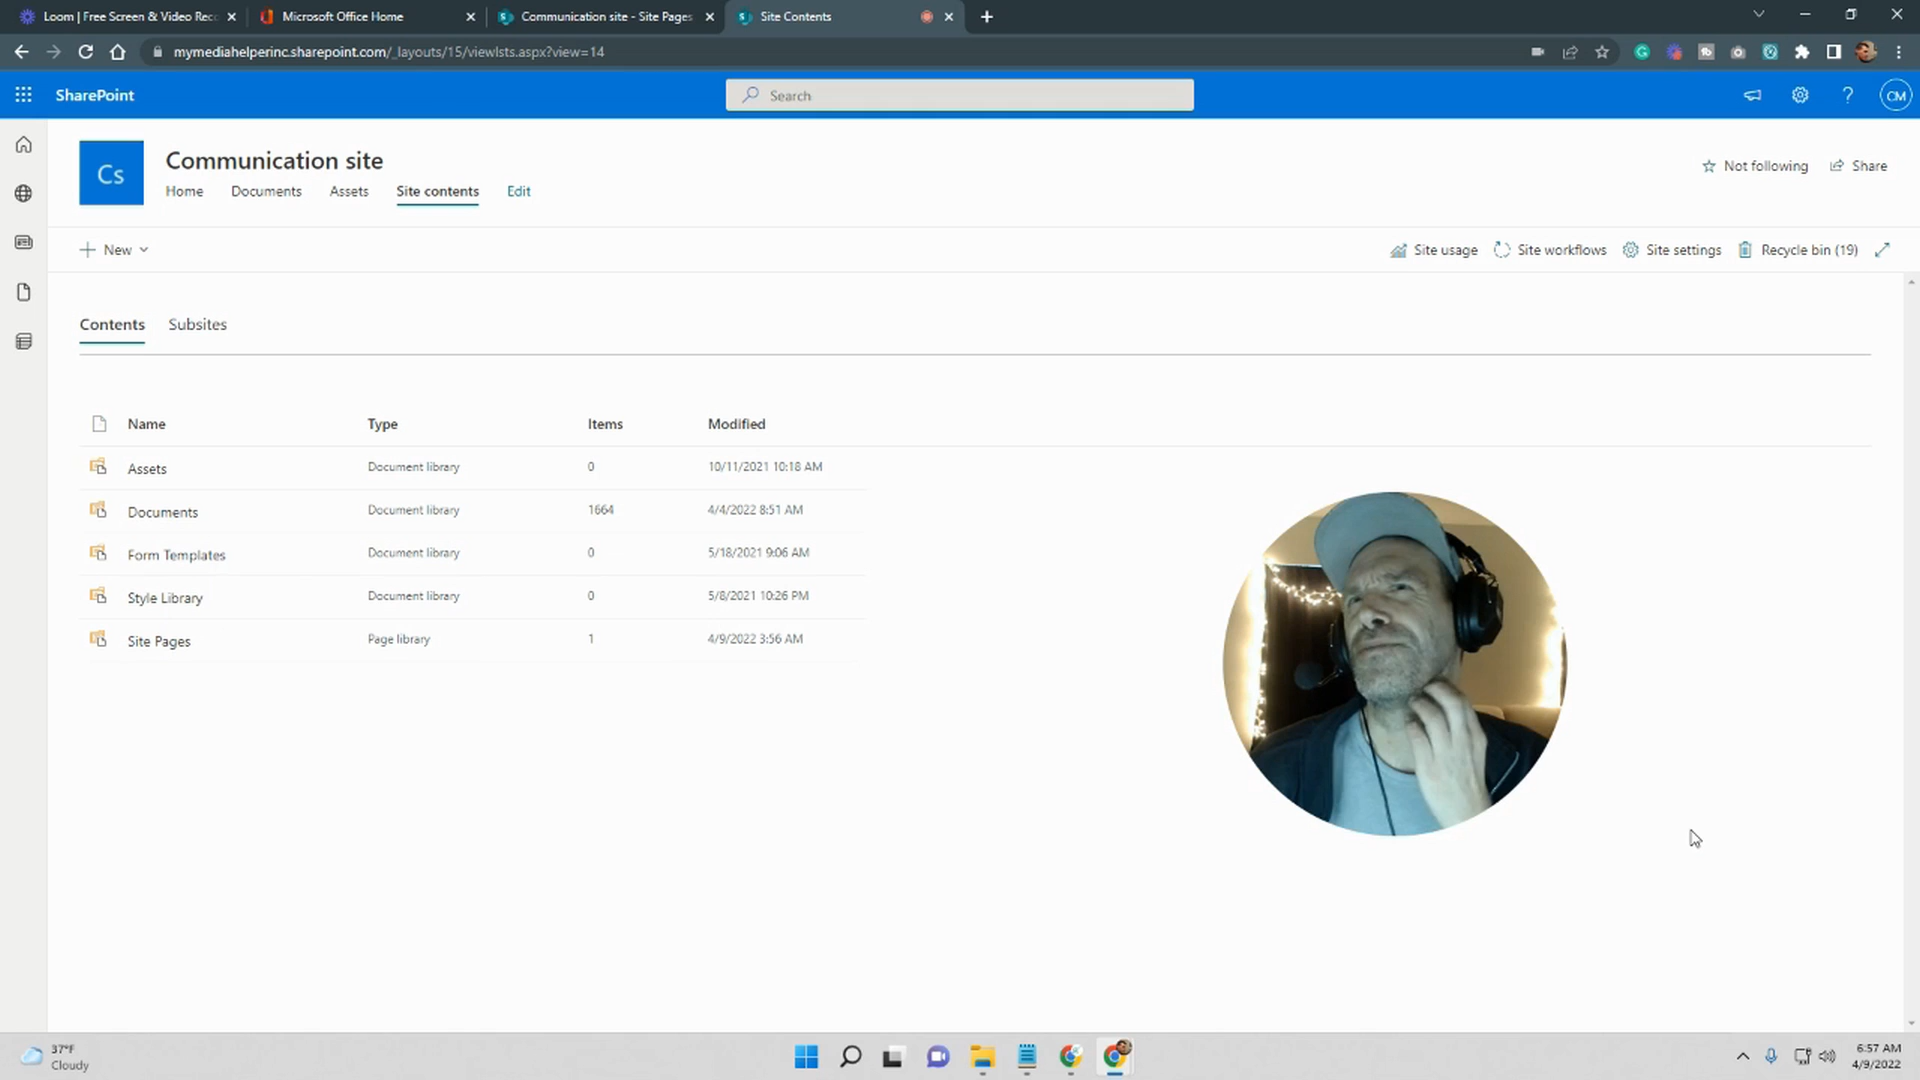 Loom | Free Screen & Video Rec
Microsoft Office Home
Communication site - Site Pages
Site Contents
mymediahelperinc.sharepoint.com/_layouts/15/viewlsts.aspx?view=14
SharePoint
Search
?
CM
Cs
Communication site
Home
Documents
Assets
Site contents
Edit
Not following
Share
New
Site usage
Site workflows
Site settings
Recycle bin (19)
Contents
Subsites
Name Type Items Modified
Assets Document library 0 10/11/2021 10:18 AM
Documents Document library 1664 4/4/2022 8:51 AM
Form Templates Document library 0 5/18/2021 9:06 AM
Style Library Document library 0 5/8/2021 10:26 PM
Site Pages Page library 1 4/9/2022 3:56 AM
37°F
Cloudy
6:57 AM
4/9/2022